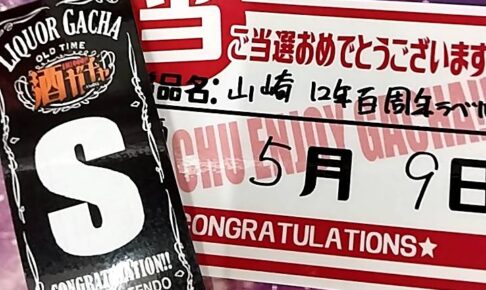 LIQUOR GACHA
OLD TIME
酒ガチャ
S
CONGRATULATION!!
当
ご当選おめでとうございます
品名: 山崎 12年百周年ラベル
CHU ENJOY GACHA
5月 9日
CONGRATULATIONS★